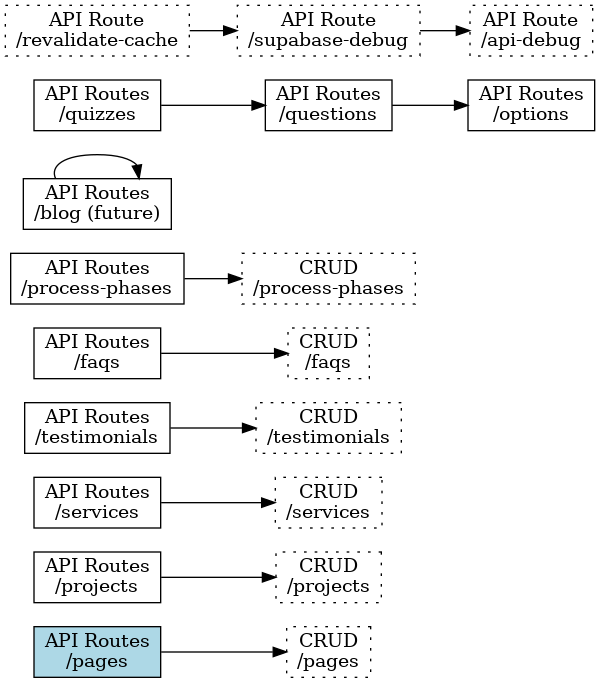 API Route
/revalidate-cache
API Route
/supabase-debug
API Route
/api-debug
API Routes
/quizzes
API Routes
/questions
API Routes
/options
API Routes
/blog (future)
API Routes
/process-phases
CRUD
/process-phases
API Routes
/faqs
CRUD
/faqs
API Routes
/testimonials
CRUD
/testimonials
API Routes
/services
CRUD
/services
API Routes
/projects
CRUD
/projects
API Routes
/pages
CRUD
/pages